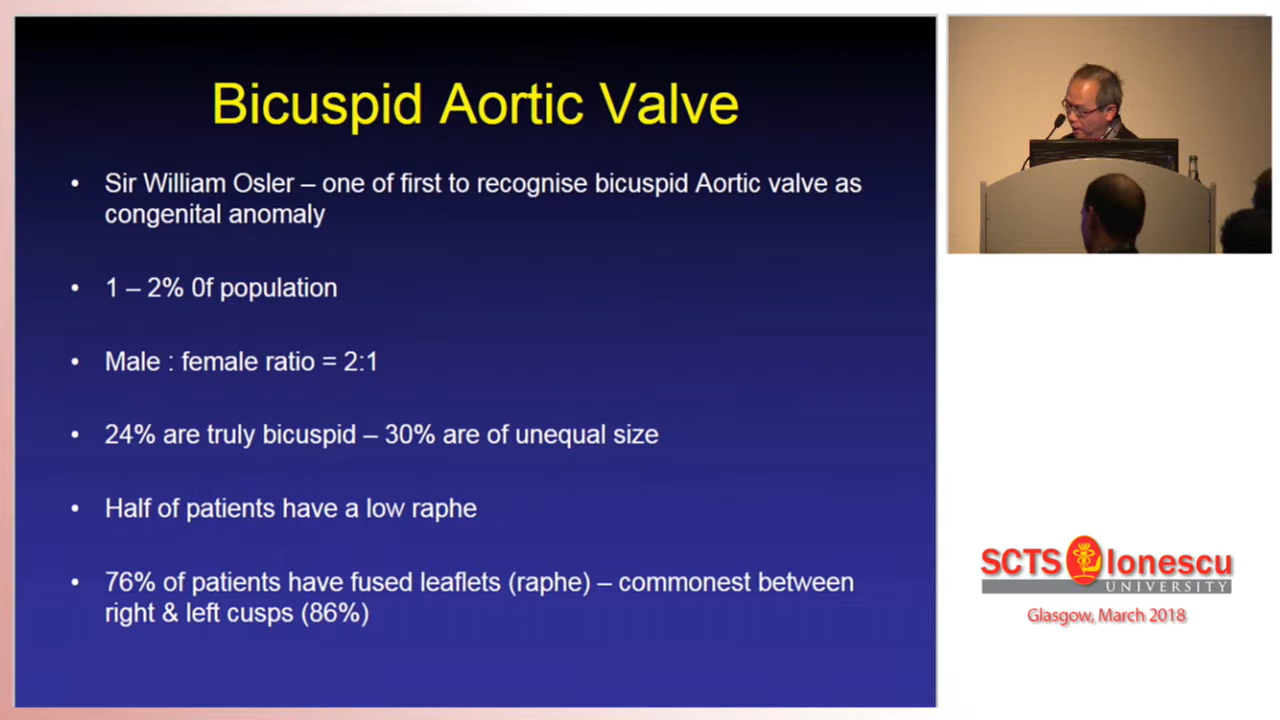 Bicuspid Aortic Valve
• Sir William Osler – one of first to recognise bicuspid Aortic valve as
congenital anomaly
• 1 – 2% 0f population
• Male : female ratio = 2:1
• 24% are truly bicuspid – 30% are of unequal size
• Half of patients have a low raphe
• 76% of patients have fused leaflets (raphe) – commonest between
right & left cusps (86%)
SCTS Ionescu
UNIVERSITY
Glasgow, March 2018